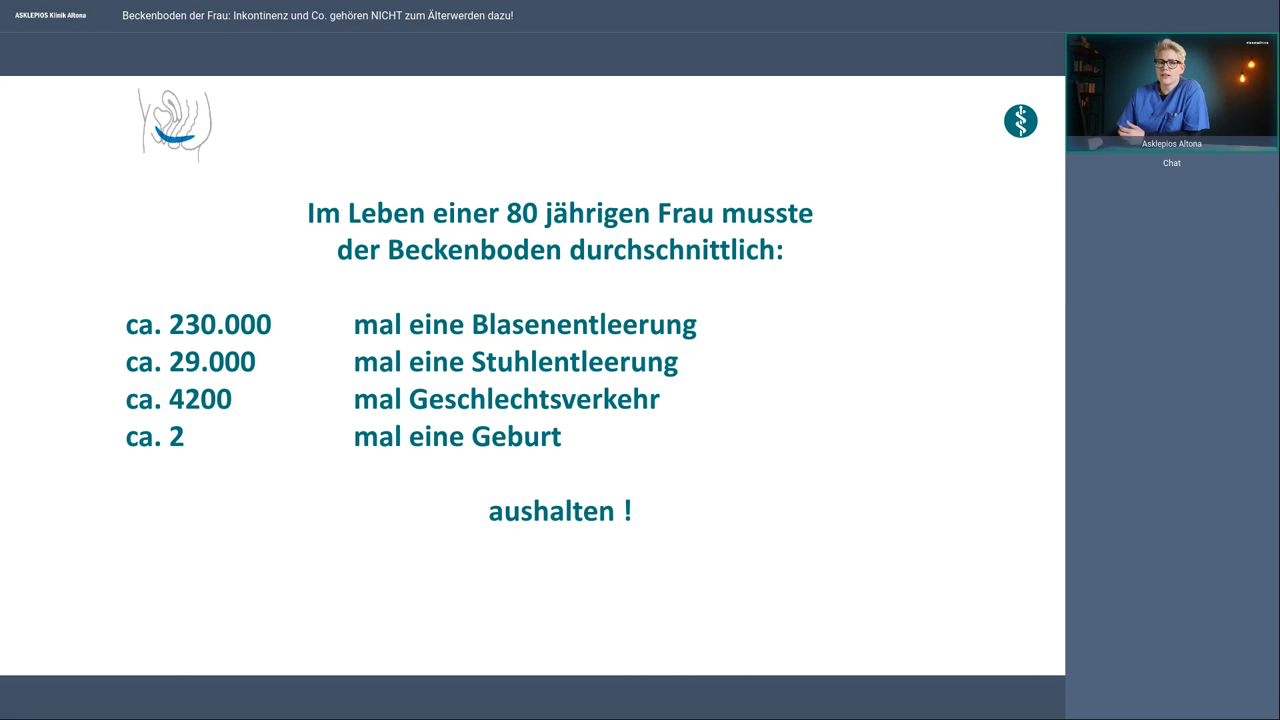 ASKLEPIOS Klinik Altona
Beckenboden der Frau: Inkontinenz und Co. gehören NICHT zum Älterwerden dazu!
Im Leben einer 80 jährigen Frau musste
der Beckenboden durchschnittlich:
ca. 230.000 mal eine Blasenentleerung
ca. 29.000 mal eine Stuhlentleerung
ca. 4200 mal Geschlechtsverkehr
ca. 2 mal eine Geburt
aushalten !
Asklepios Altona
Chat